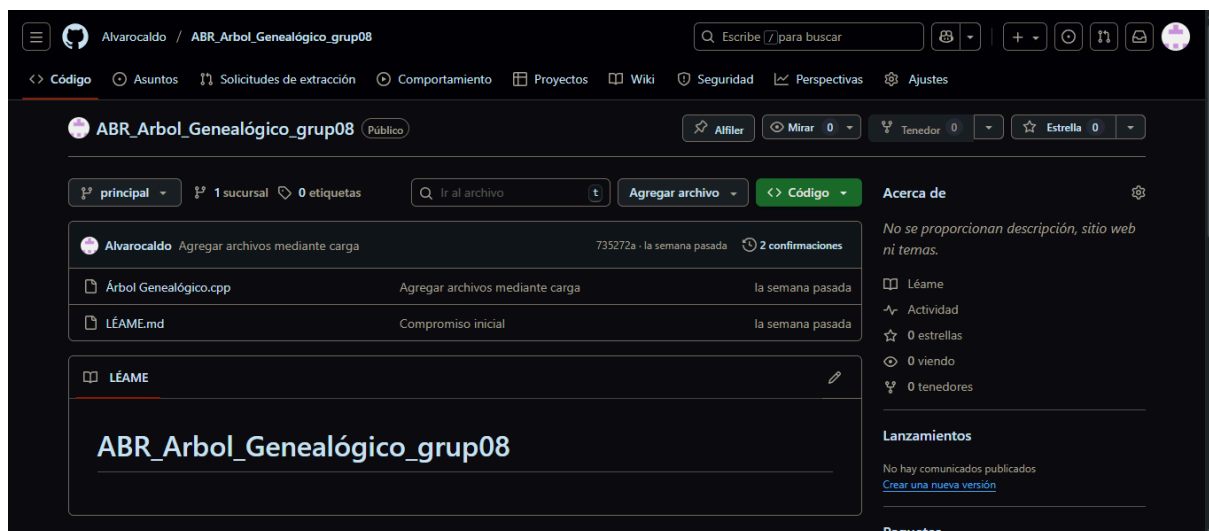 Alvarocaldo / ABR_Arbol_Genealógico_grup08
Escribe / para buscar
Código Asuntos Solicitudes de extracción Comportamiento Proyectos Wiki Seguridad Perspectivas Ajustes
ABR_Arbol_Genealógico_grup08 Público
Alfiler Mirar 0 Tenedor 0 Estrella 0
principal 1 sucursal 0 etiquetas Ir al archivo t Agregar archivo Código
Alvarocaldo Agregar archivos mediante carga 735272a · la semana pasada 2 confirmaciones
Árbol Genealógico.cpp Agregar archivos mediante carga la semana pasada
LÉAME.md Compromiso inicial la semana pasada
LÉAME
ABR_Arbol_Genealógico_grup08
Acerca de
No se proporcionan descripción, sitio web
ni temas.
Léame
Actividad
0 estrellas
0 viendo
0 tenedores
Lanzamientos
No hay comunicados publicados
Crear una nueva versión